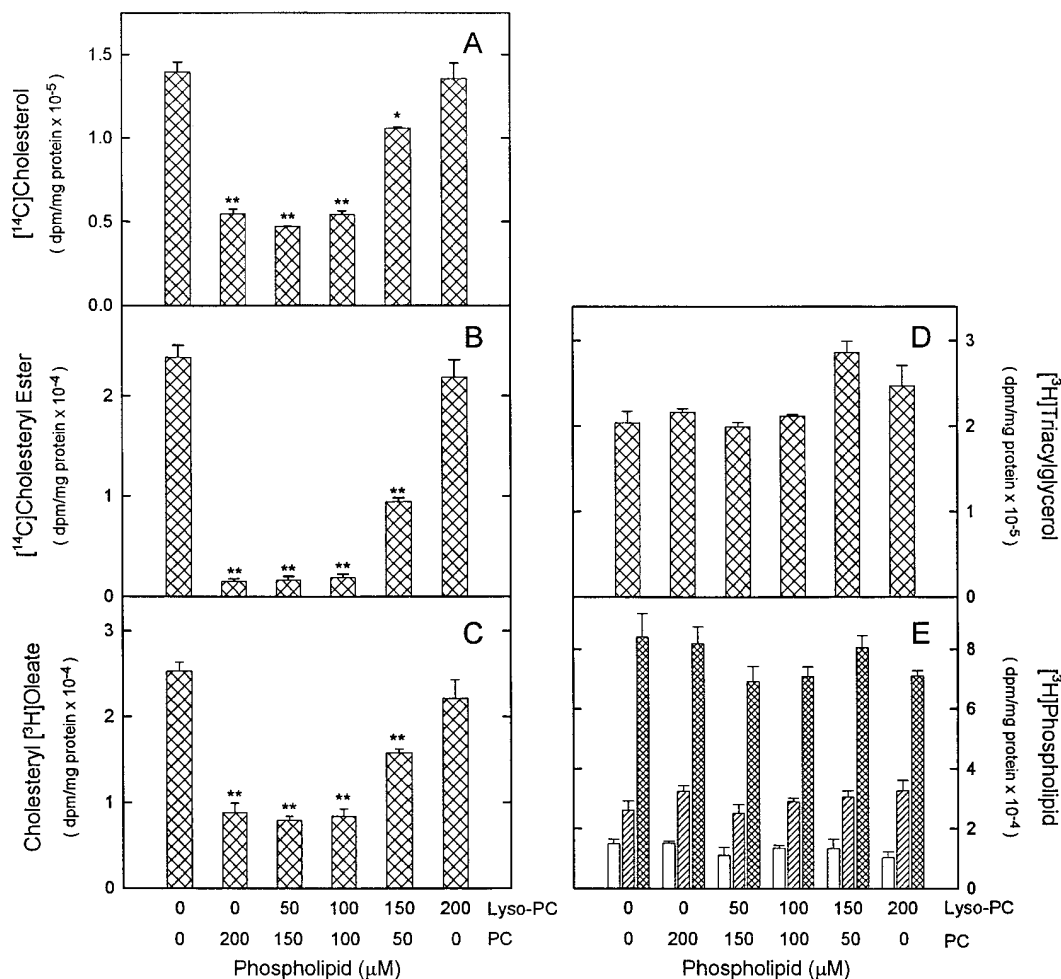 A
[¹⁴C]Cholesterol
( dpm/mg protein x 10⁻⁵)
1.5
1.0
0.5
0.0
** ** ** *
B
[¹⁴C]Cholesteryl Ester
( dpm/mg protein x 10⁻⁴)
2
1
0
** ** ** **
C
Cholesteryl [³H]Oleate
( dpm/mg protein x 10⁻⁴)
3
2
1
0
** ** ** **
0 0 50 100 150 200 Lyso-PC
0 200 150 100 50 0 PC
Phospholipid (μM)
D
[³H]Triacylglycerol
( dpm/mg protein x 10⁻⁵)
3
2
1
0
E
[³H]Phospholipid
( dpm/mg protein x 10⁻⁴)
8
6
4
2
0
0 0 50 100 150 200 Lyso-PC
0 200 150 100 50 0 PC
Phospholipid (μM)